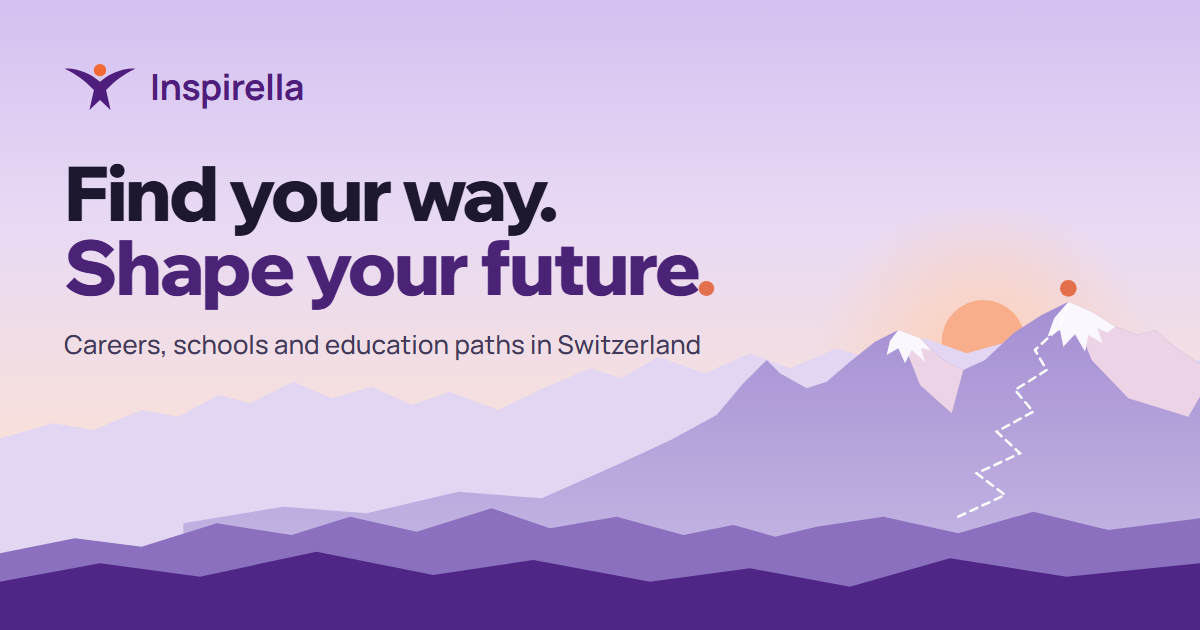 Inspirella
Find your way.
Shape your future.
Careers, schools and education paths in Switzerland